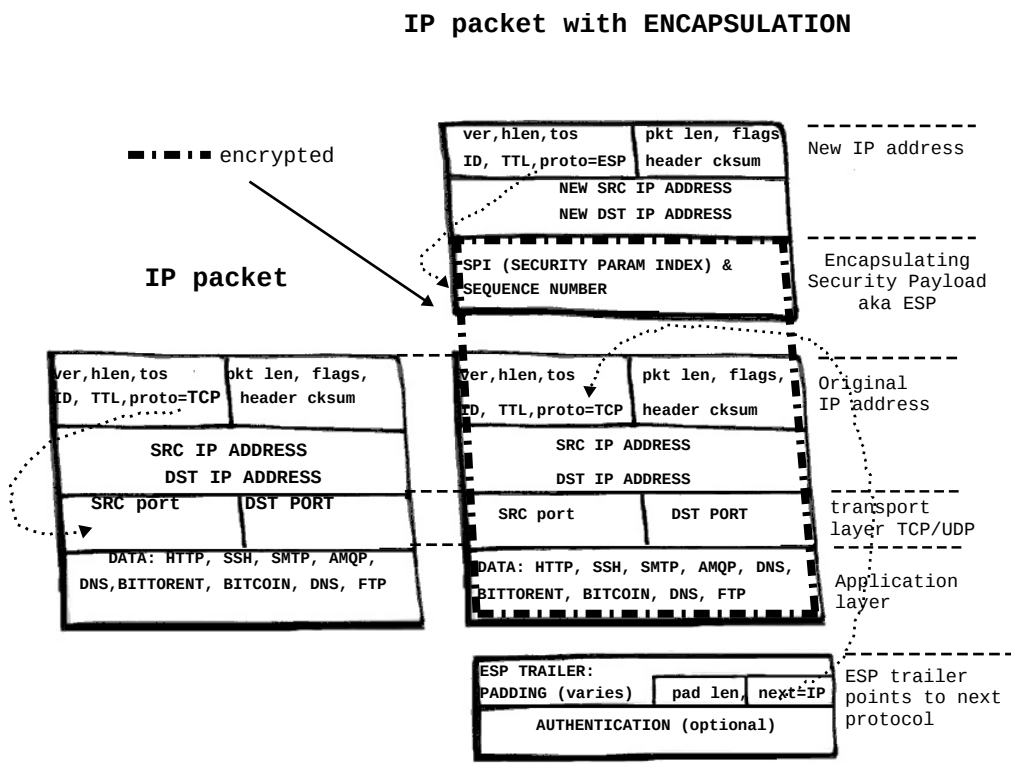 IP packet with ENCAPSULATION
ver,hlen,tos
pkt len, flags
ID, TTL,proto=ESP
header cksum
New IP address
NEW SRC IP ADDRESS
NEW DST IP ADDRESS
encrypted
SPI (SECURITY PARAM INDEX) &
SEQUENCE NUMBER
Encapsulating
Security Payload
aka ESP
IP packet
ver,hlen,tos
pkt len, flags,
ID, TTL,proto=TCP
header cksum
SRC IP ADDRESS
DST IP ADDRESS
SRC port
DST PORT
DATA: HTTP, SSH, SMTP, AMQP,
DNS,BITTORENT, BITCOIN, DNS, FTP
ver,hlen,tos
pkt len, flags,
ID, TTL,proto=TCP
header cksum
Original
IP address
SRC IP ADDRESS
DST IP ADDRESS
SRC port
DST PORT
transport
layer TCP/UDP
DATA: HTTP, SSH, SMTP, AMQP, DNS,
BITTORENT, BITCOIN, DNS, FTP
Application
layer
ESP TRAILER:
PADDING (varies)
pad len,
next=IP
AUTHENTICATION (optional)
ESP trailer
points to next
protocol